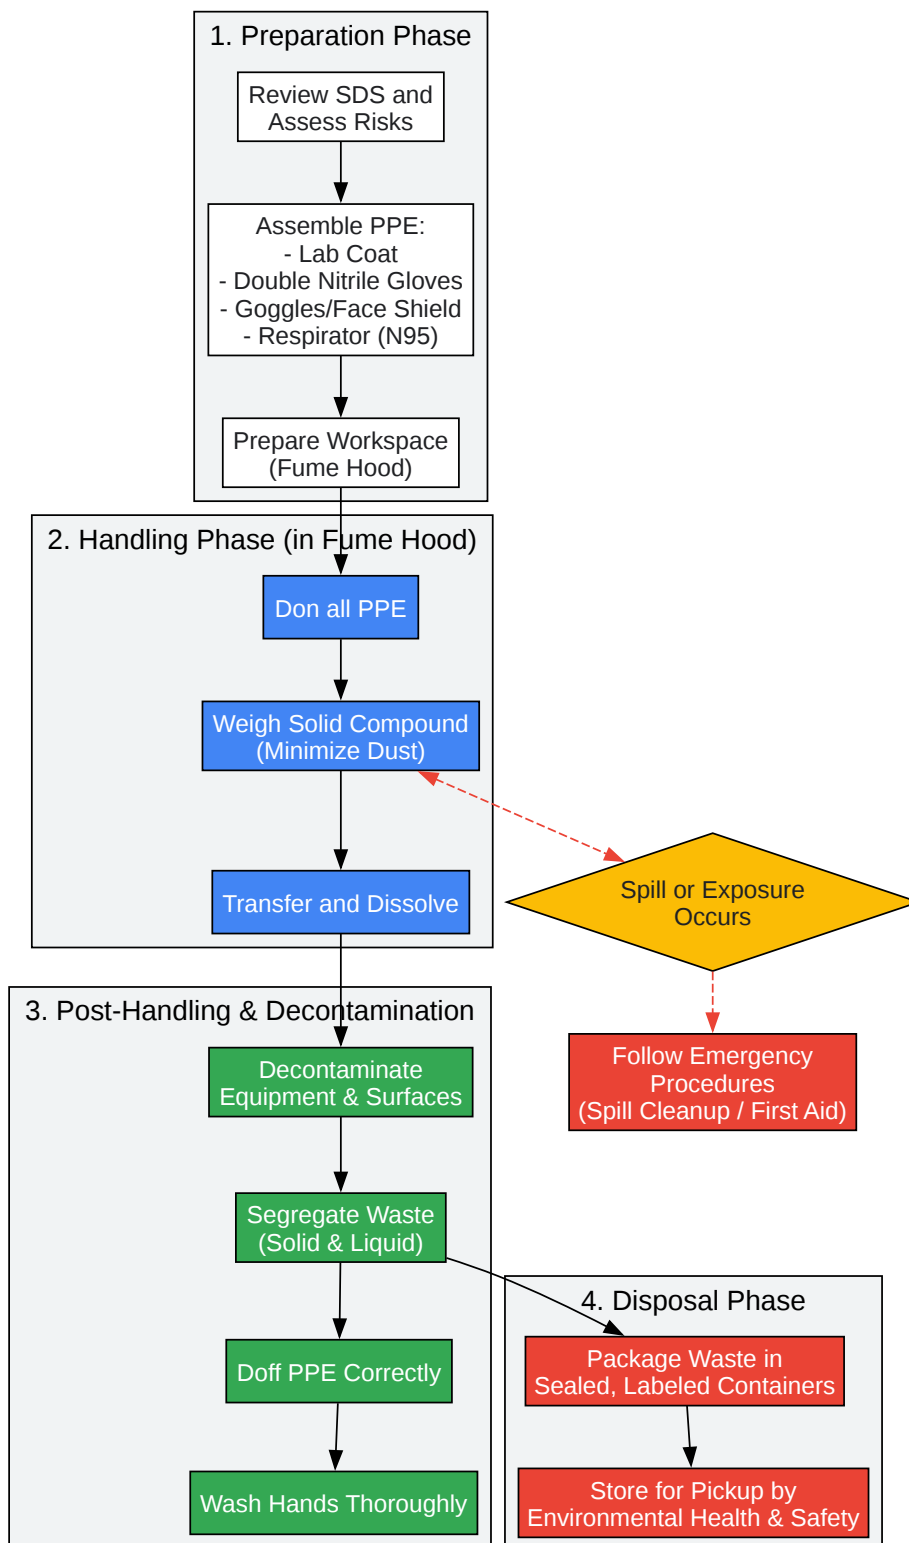 1. Preparation Phase
Review SDS and
Assess Risks
Assemble PPE:
- Lab Coat
- Double Nitrile Gloves
- Goggles/Face Shield
- Respirator (N95)
Prepare Workspace
(Fume Hood)
2. Handling Phase (in Fume Hood)
Don all PPE
Weigh Solid Compound
(Minimize Dust)
Transfer and Dissolve
Spill or Exposure
Occurs
Follow Emergency
Procedures
(Spill Cleanup / First Aid)
3. Post-Handling & Decontamination
Decontaminate
Equipment & Surfaces
Segregate Waste
(Solid & Liquid)
Doff PPE Correctly
Wash Hands Thoroughly
4. Disposal Phase
Package Waste in
Sealed, Labeled Containers
Store for Pickup by
Environmental Health & Safety